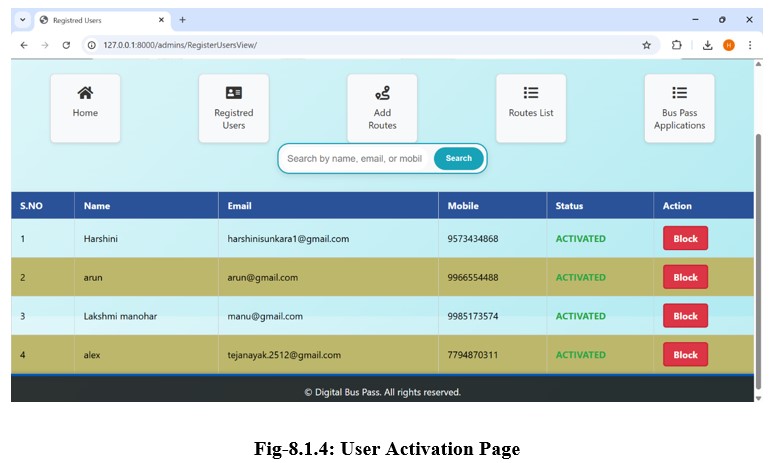 Registred Users
127.0.0.1:8000/admins/RegisterUsersView/
H
Home
Registred
Users
Add
Routes
Routes List
Bus Pass
Applications
Search by name, email, or mobil
Search
S.NO Name Email Mobile Status Action
1 Harshini harshinisunkara1@gmail.com 9573434868 ACTIVATED Block
2 arun arun@gmail.com 9966554488 ACTIVATED Block
3 Lakshmi manohar manu@gmail.com 9985173574 ACTIVATED Block
4 alex tejanayak.2512@gmail.com 7794870311 ACTIVATED Block
© Digital Bus Pass. All rights reserved.
Fig-8.1.4: User Activation Page